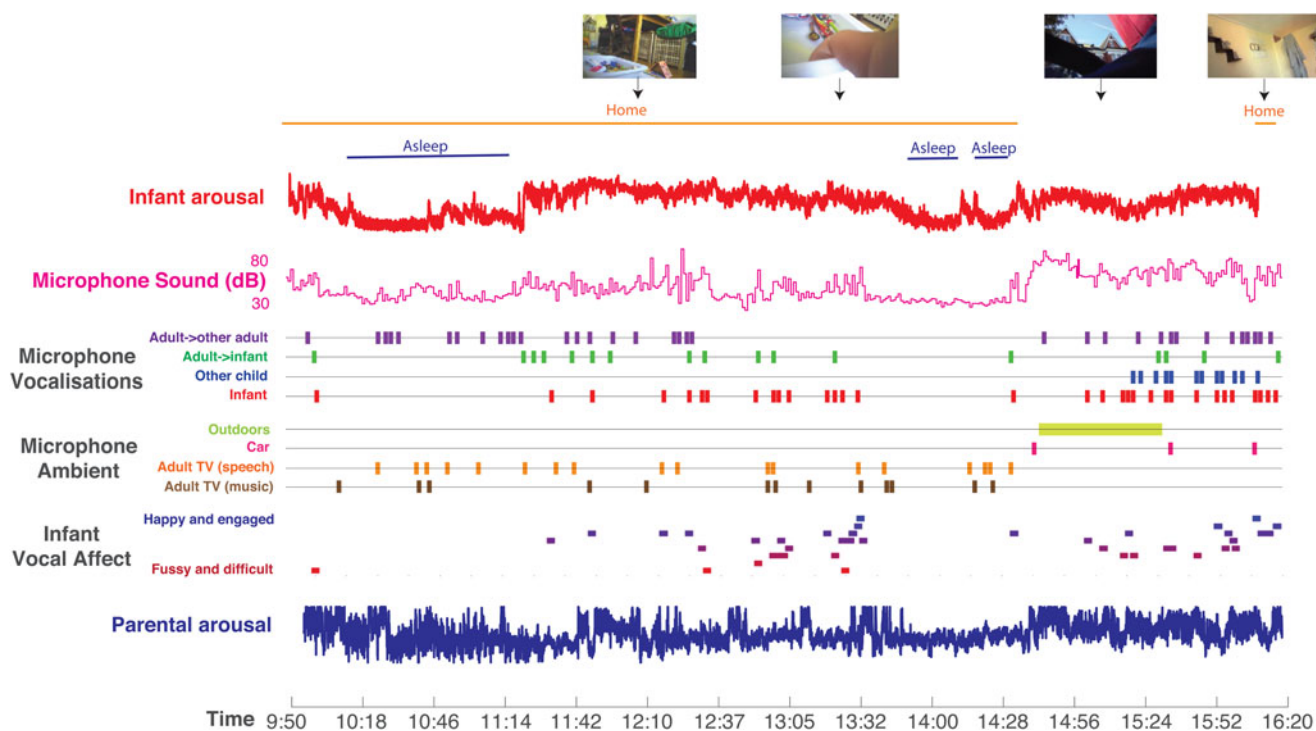 Home
Home
Asleep
Asleep
Asleep
Infant arousal
Microphone Sound (dB)
80
30
Microphone
Vocalisations
Adult->other adult
Adult->infant
Other child
Infant
Microphone
Ambient
Outdoors
Car
Adult TV (speech)
Adult TV (music)
Infant
Vocal Affect
Happy and engaged
Fussy and difficult
Parental arousal
Time
9:50 10:18 10:46 11:14 11:42 12:10 12:37 13:05 13:32 14:00 14:28 14:56 15:24 15:52 16:20